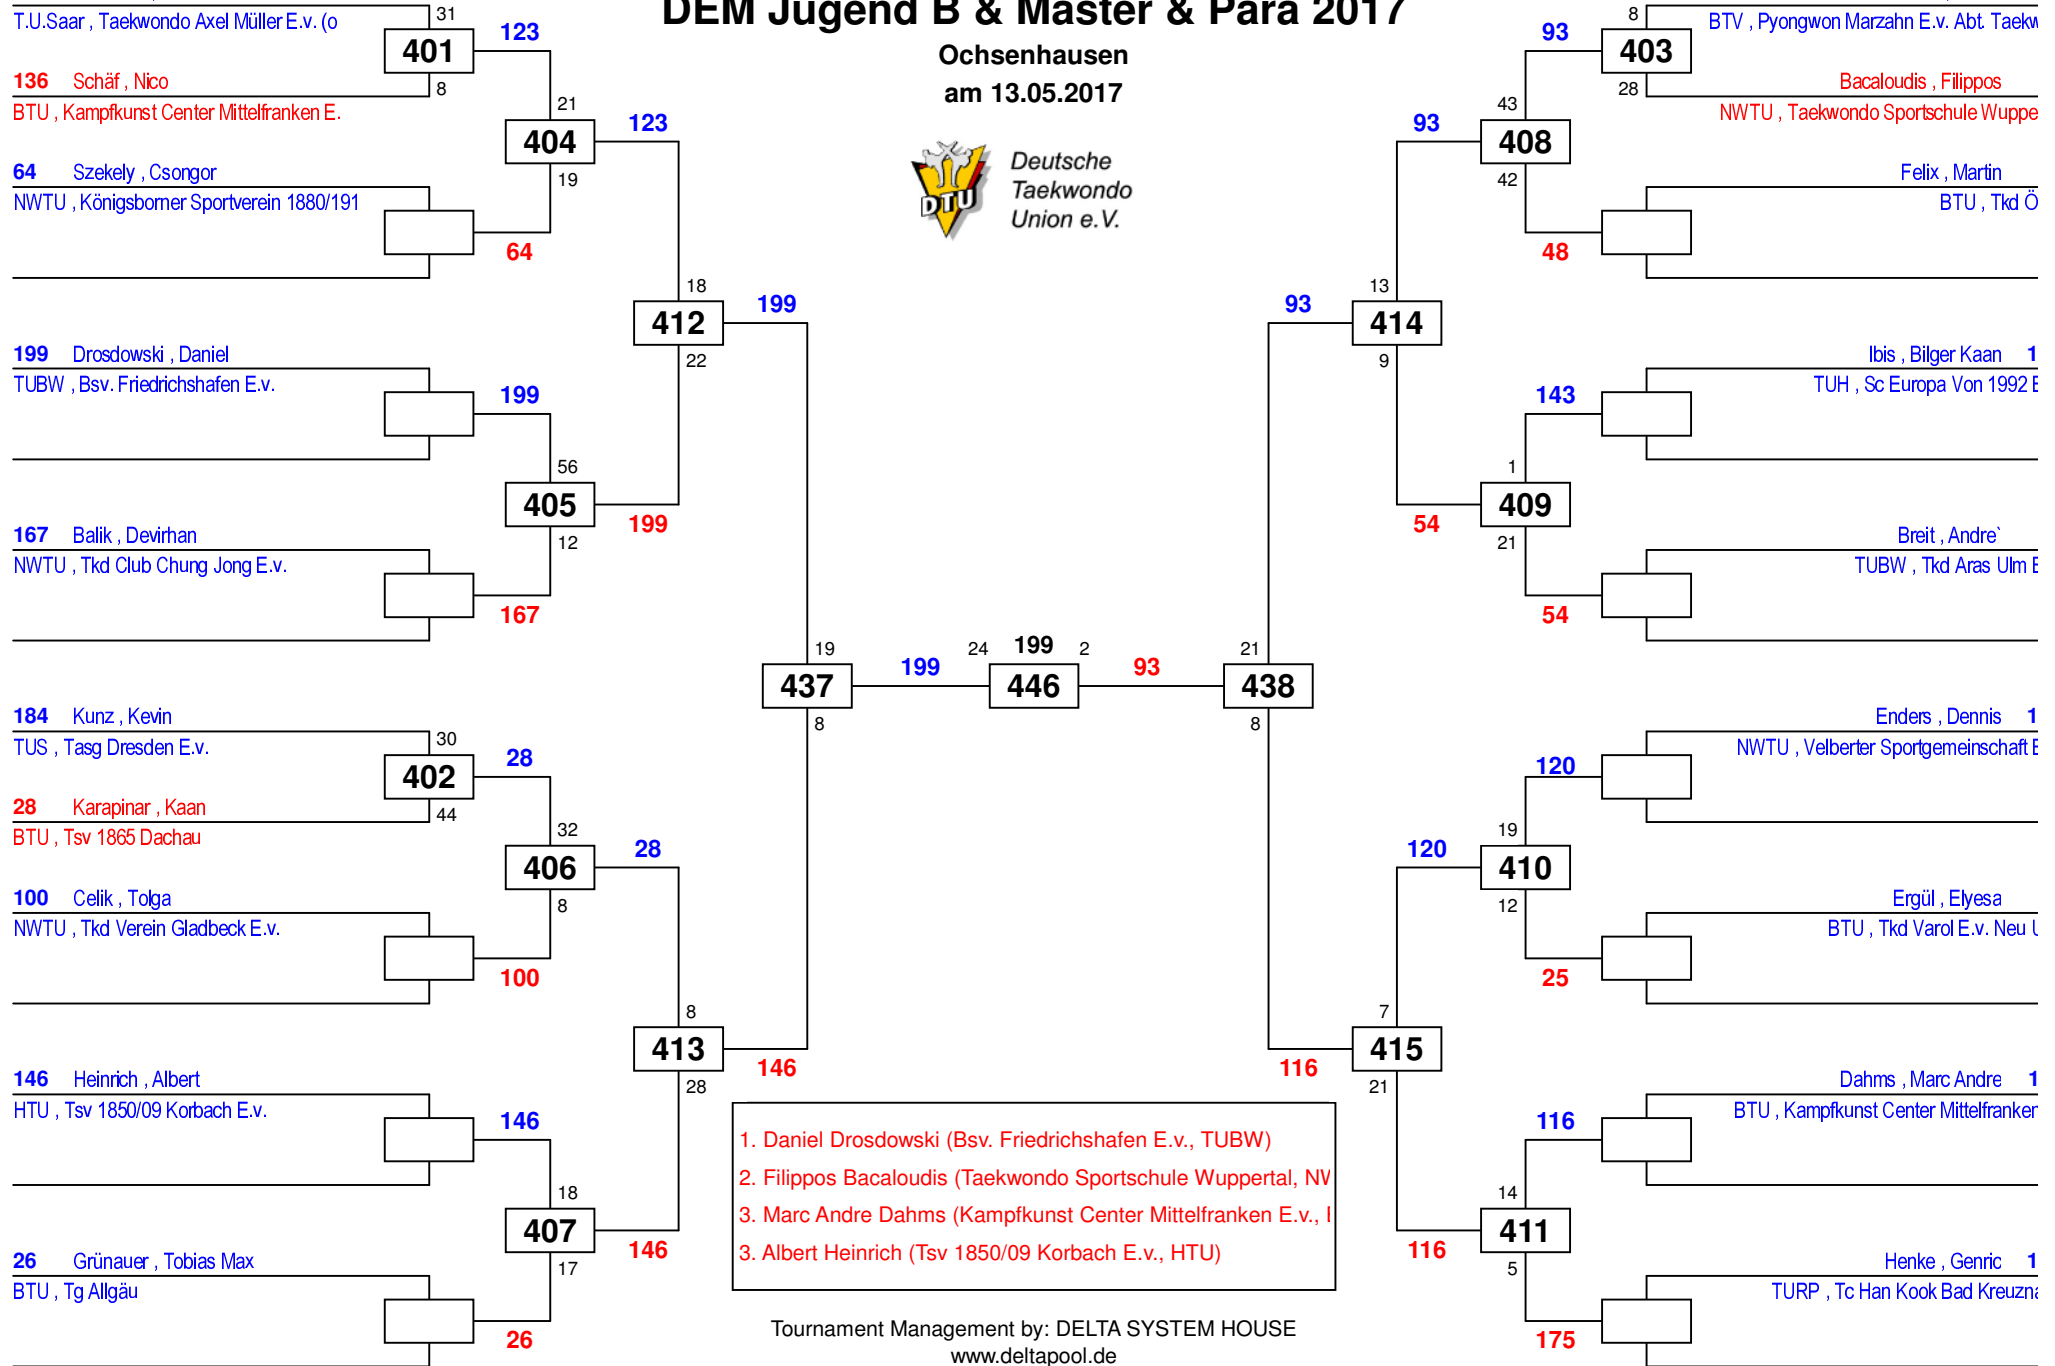 DEM Jugend B & Master & Para 2017
Ochsenhausen
am 13.05.2017
DTU
Deutsche
Taekwondo
Union e.V.
T.U.Saar , Taekwondo Axel Müller E.v. (o
31
401
123
8
136 Schäf , Nico
BTU , Kampfkunst Center Mittelfranken E.
21
404
123
19
64 Szekely , Csongor
NWTU , Königsborner Sportverein 1880/191
64
18
412
199
22
199 Drosdowski , Daniel
TUBW , Bsv. Friedrichshafen E.v.
199
56
405
199
12
167 Balik , Devirhan
NWTU , Tkd Club Chung Jong E.v.
167
19
437
199
8
24 199 2
446
93
184 Kunz , Kevin
TUS , Tasg Dresden E.v.
30
402
28
44
28 Karapinar , Kaan
BTU , Tsv 1865 Dachau
32
406
28
8
100 Celik , Tolga
NWTU , Tkd Verein Gladbeck E.v.
100
8
413
146
28
146 Heinrich , Albert
HTU , Tsv 1850/09 Korbach E.v.
146
18
407
146
17
26 Grünauer , Tobias Max
BTU , Tg Allgäu
26
8
BTV , Pyongwon Marzahn E.v. Abt. Taekw
93
403
28
Bacaloudis , Filippos
NWTU , Taekwondo Sportschule Wuppe
43
93
408
42
Felix , Martin
BTU , Tkd Ö
48
13
93
414
9
Ibis , Bilger Kaan 1
TUH , Sc Europa Von 1992 E
143
1
409
54
21
Breit , Andre`
TUBW , Tkd Aras Ulm E
54
21
438
8
Enders , Dennis 1
NWTU , Velberter Sportgemeinschaft E
120
19
120
410
12
Ergül , Elyesa
BTU , Tkd Varol E.v. Neu U
25
7
415
116
21
Dahms , Marc Andre 1
BTU , Kampfkunst Center Mittelfranken
116
14
411
116
5
Henke , Genric 1
TURP , Tc Han Kook Bad Kreuzna
175
1. Daniel Drosdowski (Bsv. Friedrichshafen E.v., TUBW)
2. Filippos Bacaloudis (Taekwondo Sportschule Wuppertal, NW
3. Marc Andre Dahms (Kampfkunst Center Mittelfranken E.v.,
3. Albert Heinrich (Tsv 1850/09 Korbach E.v., HTU)
Tournament Management by: DELTA SYSTEM HOUSE
www.deltapool.de